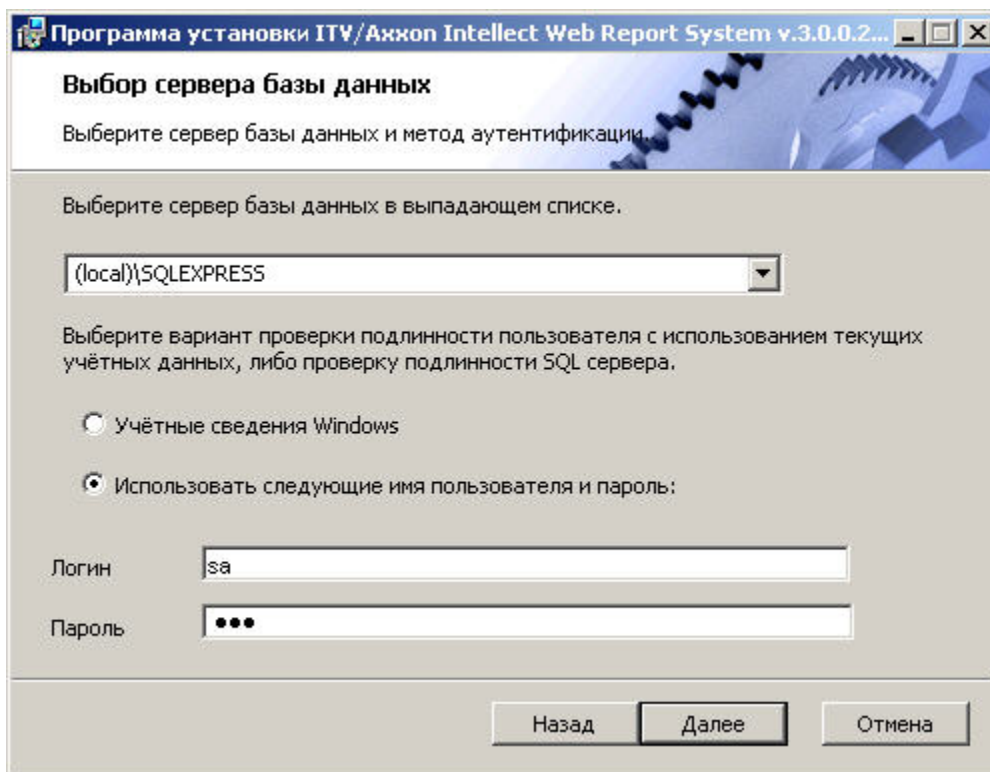 Программа установки ITV/Axxon Intellect Web Report System v.3.0.0.2...
Выбор сервера базы данных
Выберите сервер базы данных и метод аутентификации.
Выберите сервер базы данных в выпадающем списке.
(local)\SQLEXPRESS
Выберите вариант проверки подлинности пользователя с использованием текущих
учётных данных, либо проверку подлинности SQL сервера.
Учётные сведения Windows
Использовать следующие имя пользователя и пароль:
Логин
sa
Пароль
●●●
Назад
Далее
Отмена